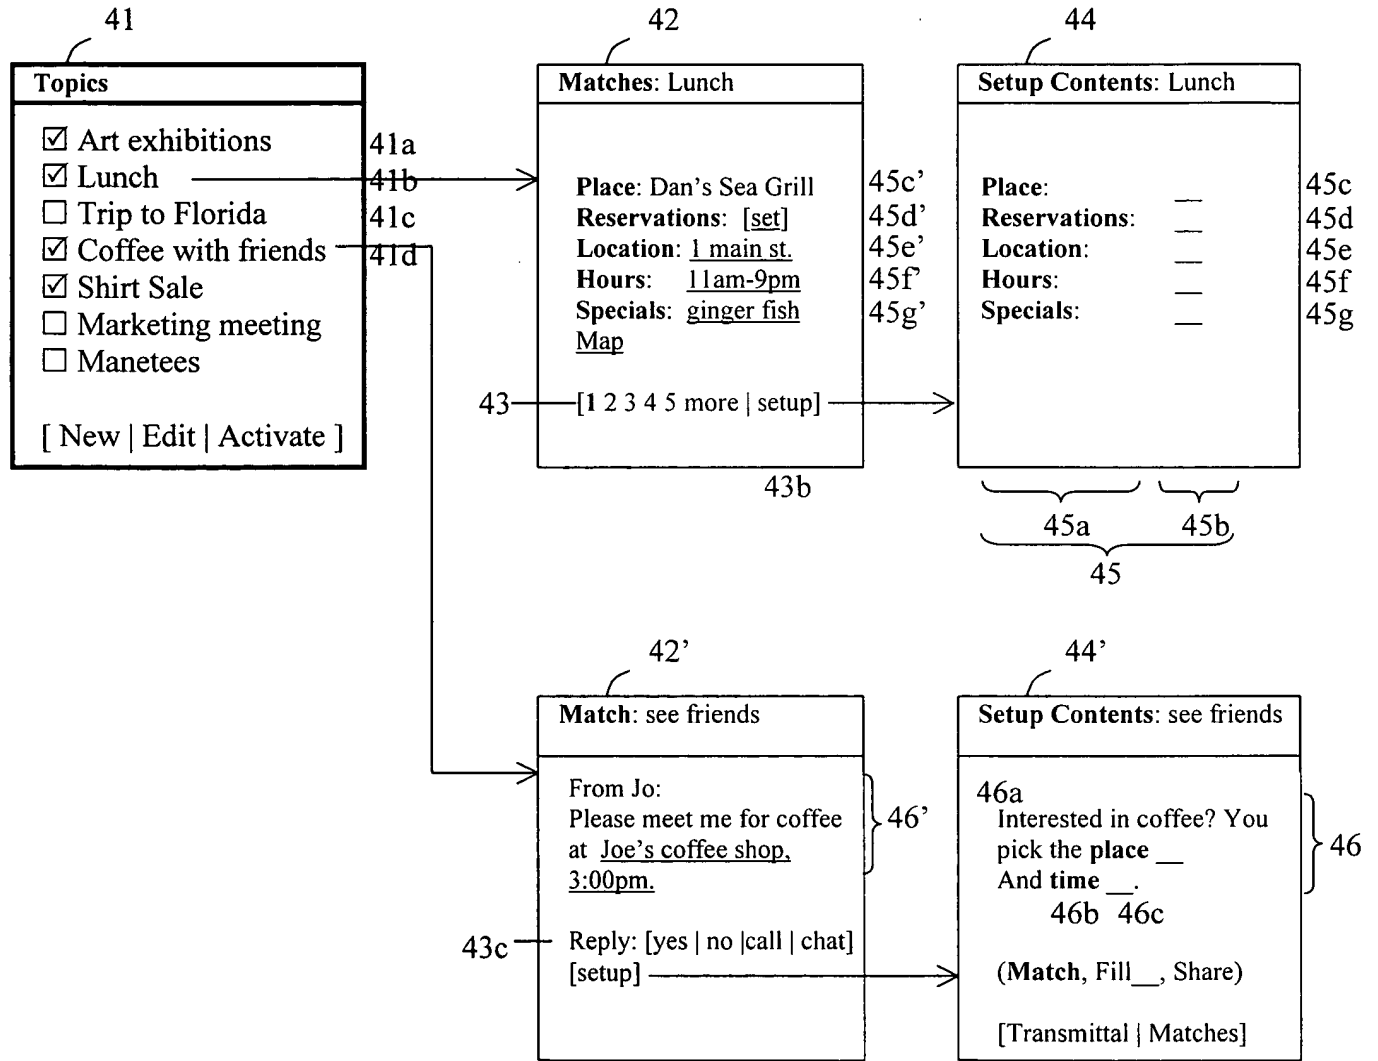 41
42
44
Topics
☑ Art exhibitions
☑ Lunch
☐ Trip to Florida
☑ Coffee with friends
☑ Shirt Sale
☐ Marketing meeting
☐ Manetees
[ New | Edit | Activate ]
41a
41b
41c
41d
Matches: Lunch
Place: Dan's Sea Grill
Reservations: [set]
Location: 1 main st.
Hours: 11am-9pm
Specials: ginger fish
Map
43
[1 2 3 4 5 more | setup]
43b
45c’
45d’
45e’
45f’
45g’
Setup Contents: Lunch
Place: __
Reservations: __
Location: __
Hours: __
Specials: __
45c
45d
45e
45f
45g
45a
45b
45
42’
44’
Match: see friends
From Jo:
Please meet me for coffee
at Joe's coffee shop,
3:00pm.
46’
43c
Reply: [yes | no |call | chat]
[setup]
Setup Contents: see friends
46a
Interested in coffee? You
pick the place __
And time __.
46b 46c
46
(Match, Fill__, Share)
[Transmittal | Matches]